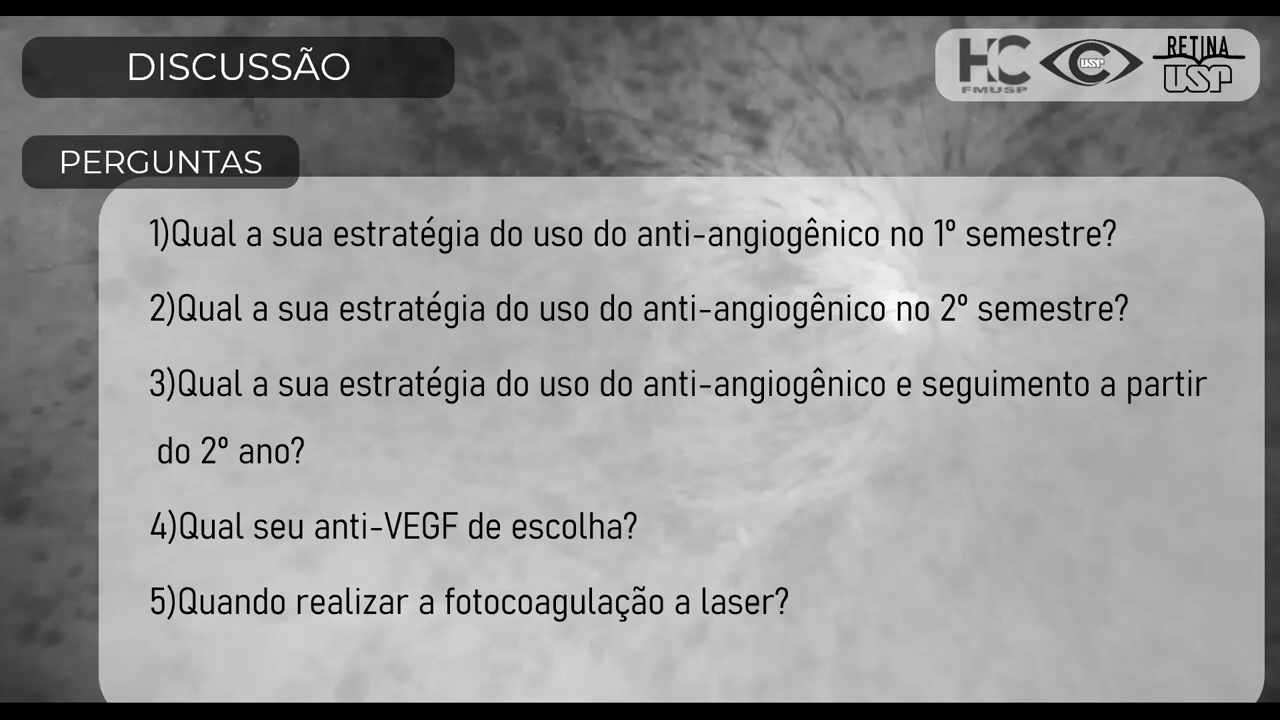 DISCUSSÃO
HC
FMUSP
USP
RETINA
USP
PERGUNTAS
1)Qual a sua estratégia do uso do anti-angiogênico no 1º semestre?
2)Qual a sua estratégia do uso do anti-angiogênico no 2º semestre?
3)Qual a sua estratégia do uso do anti-angiogênico e seguimento a partir
do 2º ano?
4)Qual seu anti-VEGF de escolha?
5)Quando realizar a fotocoagulação a laser?